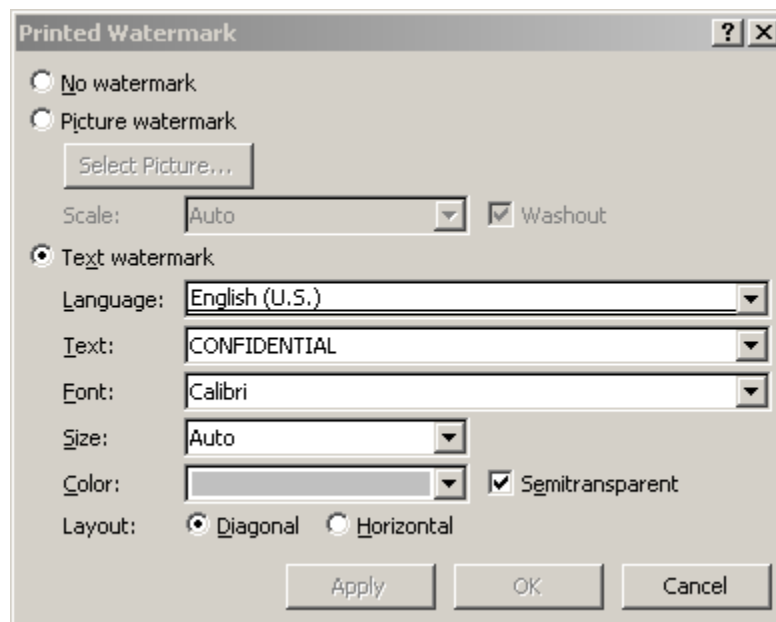 Printed Watermark
No watermark
Picture watermark
Select Picture...
Scale: Auto Washout
Text watermark
Language: English (U.S.)
Text: CONFIDENTIAL
Font: Calibri
Size: Auto
Color: Semitransparent
Layout: Diagonal Horizontal
Apply OK Cancel